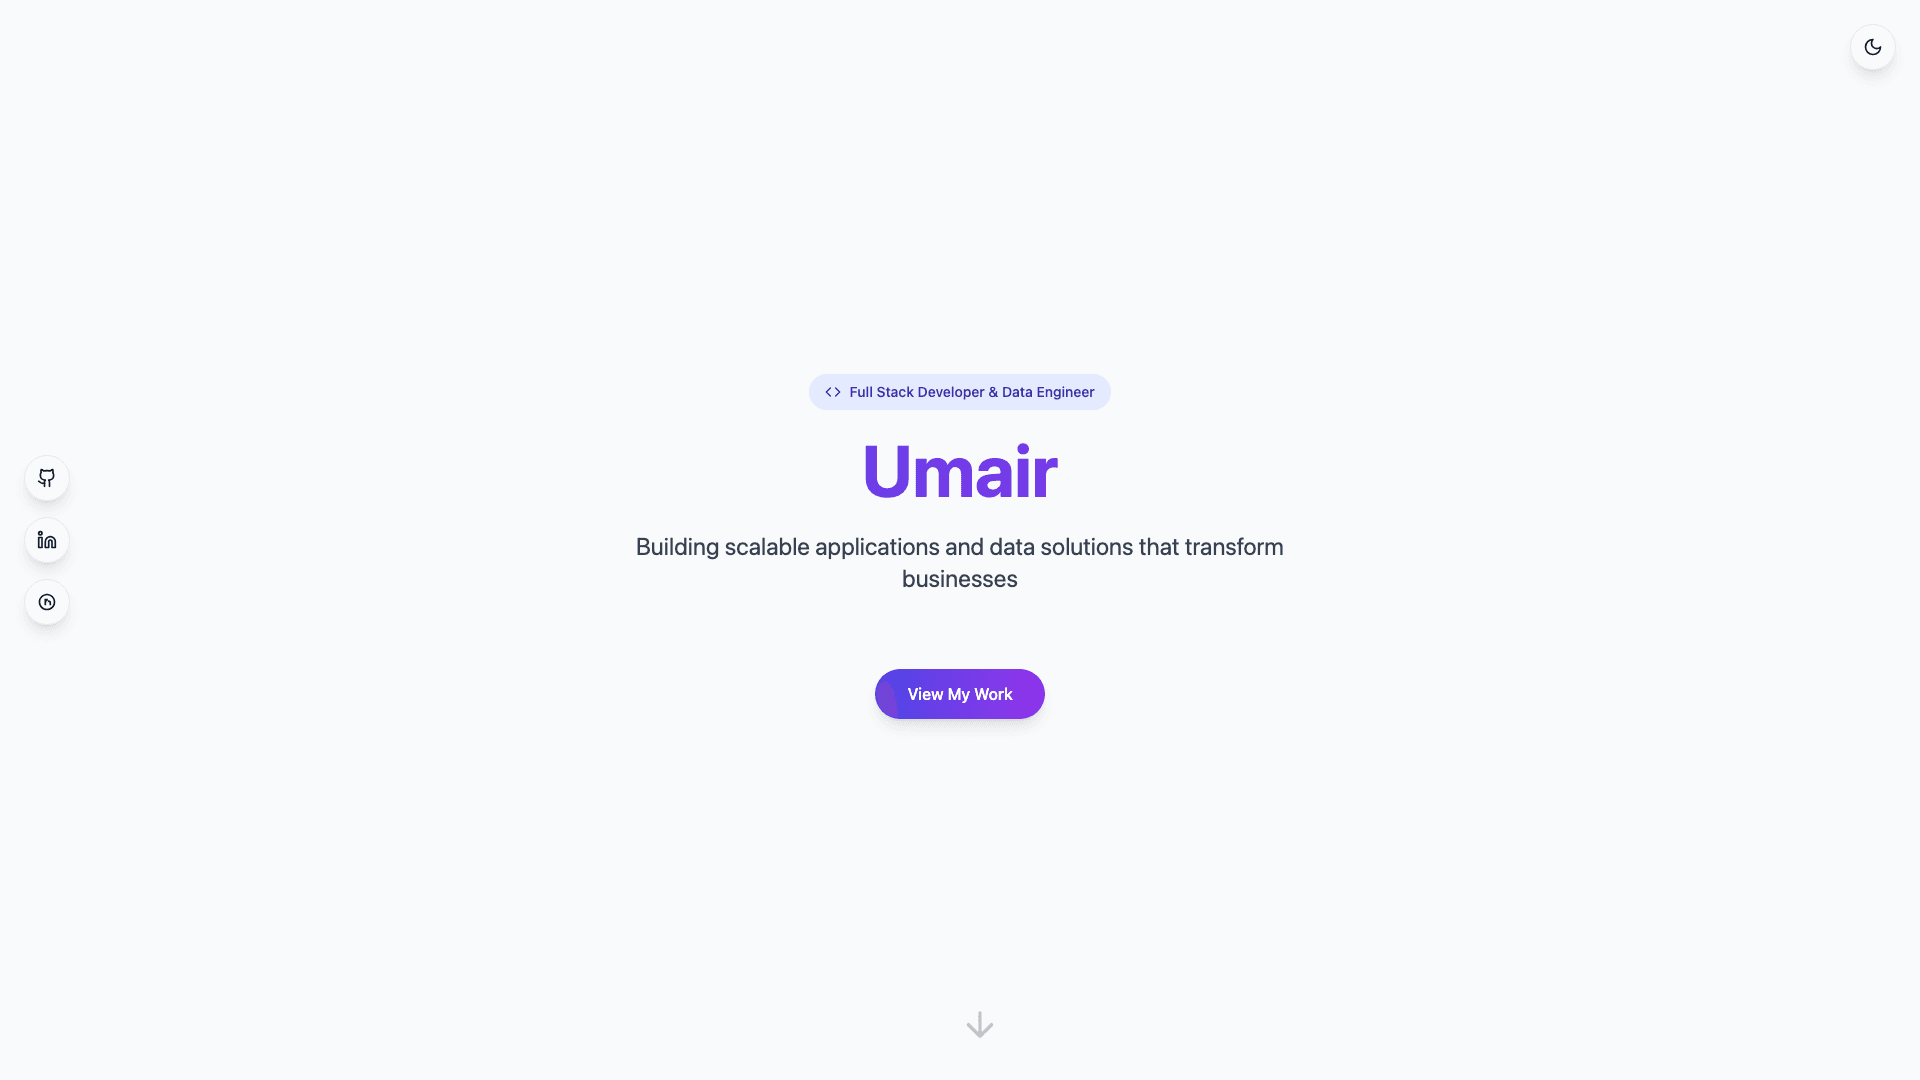 Full Stack Developer & Data Engineer
Umair
Building scalable applications and data solutions that transform
businesses
View My Work